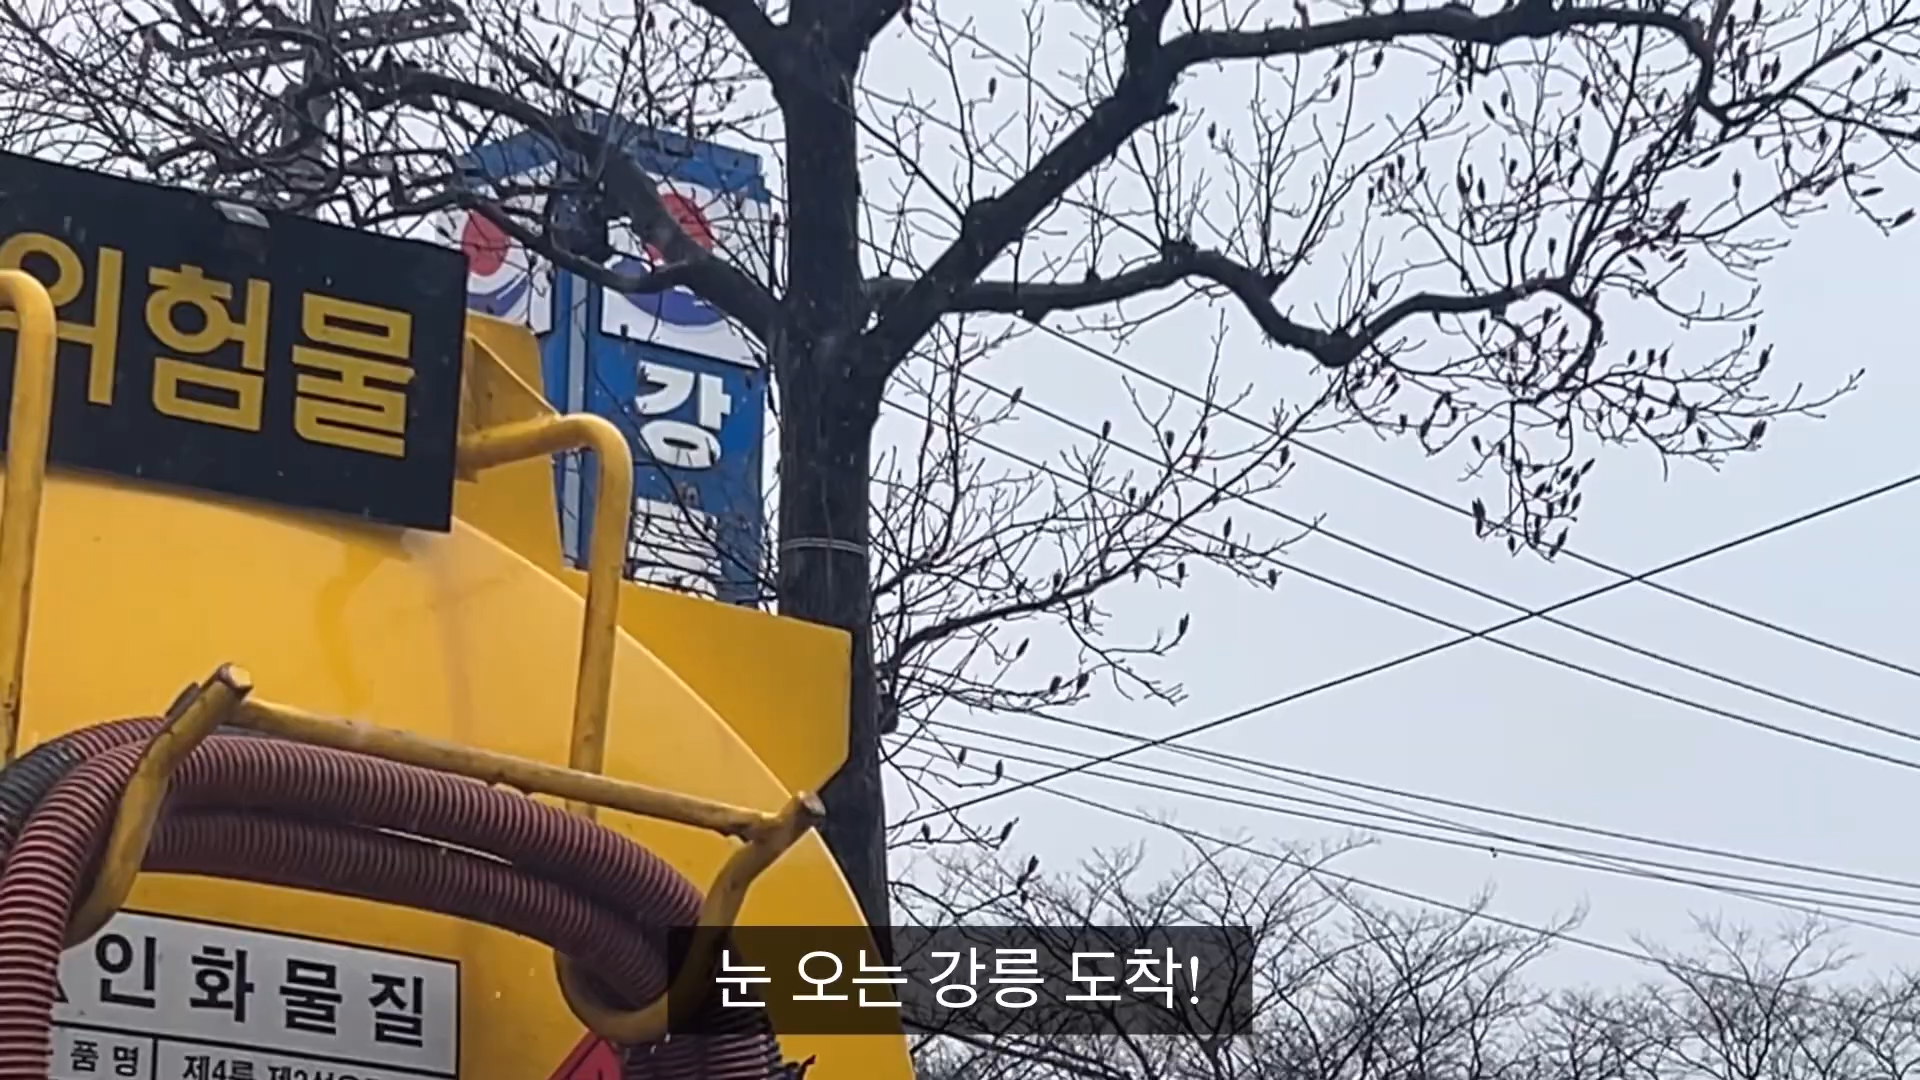 위험물
강
인화물질
품명
눈 오는 강릉 도착!